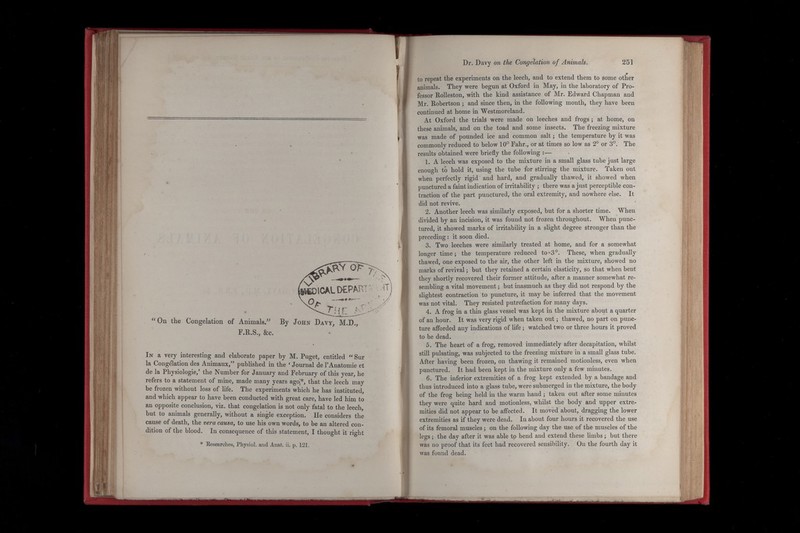 LIBRARY OF THE
MEDICAL DEPARTMENT
OF THE
"On the Congelation of Animals." By John Davy, M.D.,
F.R.S., &c.
In a very interesting and elaborate paper by M. Puget, entitled "Sur
la Congélation des Animaux," published in the 'Journal de l'Anatomie et
de la Physiologie,' the Number for January and February of this year, he
refers to a statement of mine, made many years ago*, that the leech may
be frozen without loss of life. The experiments which he has instituted,
and which appear to have been conducted with great care, have led him to
an opposite conclusion, viz. that congelation is not only fatal to the leech,
but to animals generally, without a single exception. He considers the
cause of death, the vera causa, to use his own words, to be an altered con-
dition of the blood. In consequence of this statement, I thought it right
* Researches, Physiol. and Anat. ii. p. 121.
Dr. Davy on the Congelation of Animals. 251
to repeat the experiments on the leech, and to extend them to some other
animals. They were begun at Oxford in May, in the laboratory of Pro-
fessor Rolleston, with the kind assistance of Mr. Edward Chapman and
Mr. Robertson; and since then, in the following month, they have been
continued at home in Westmoreland.
At Oxford the trials were made on leeches and frogs; at home, on
these animals, and on the toad and some insects. The freezing mixture
was made of pounded ice and common salt; the temperature by it was
commonly reduced to below 10° Fahr., or at times so low as 2° or 3°. The
results obtained were briefly the following:—
1. A leech was exposed to the mixture in a small glass tube just large
enough to hold it, using the tube for stirring the mixture. Taken out
when perfectly rigid and hard, and gradually thawed, it showed when
punctured a faint indication of irritability; there was a just perceptible con-
traction of the part punctured, the oral extremity, and nowhere else. It
did not revive.
2. Another leech was similarly exposed, but for a shorter time. When
divided by an incision, it was found not frozen throughout. When punc-
tured, it showed marks of irritability in a slight degree stronger than the
preceding: it soon died.
3. Two leeches were similarly treated at home, and for a somewhat
longer time; the temperature reduced to 3°. These, when gradually
thawed, one exposed to the air, the other left in the mixture, showed no
marks of revival; but they retained a certain elasticity, so that when bent
they shortly recovered their former attitude, after a manner somewhat re-
sembling a vital movement; but inasmuch as they did not respond by the
slightest contraction to puncture, it may be inferred that the movement
was not vital. They resisted putrefaction for many days.
4. A frog in a thin glass vessel was kept in the mixture about a quarter
of an hour. It was very rigid when taken out; thawed, no part on punc-
ture afforded any indications of life; watched two or three hours it proved
to be dead.
5. The heart of a frog, removed immediately after decapitation, whilst
still pulsating, was subjected to the freezing mixture in a small glass tube.
After having been frozen, on thawing it remained motionless, even when
punctured. It had been kept in the mixture only a few minutes.
6. The inferior extremities of a frog kept extended by a bandage and
thus introduced into a glass tube, were submerged in the mixture, the body
of the frog being held in the warm hand; taken out after some minutes
they were quite hard and motionless, whilst the body and upper extre-
mities did not appear to be affected. It moved about, dragging the lower
extremities as if they were dead. In about four hours it recovered the use
of its femoral muscles; on the following day the use of the muscles of the
legs; the day after it was able to bend and extend these limbs; but there
was no proof that its feet had recovered sensibility. On the fourth day it
was found dead.